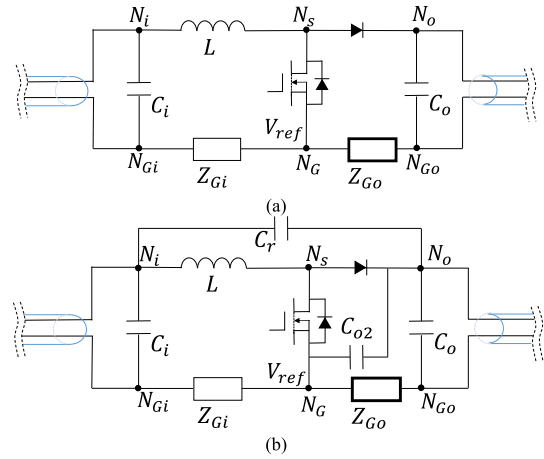 N_i N_s N_o
L
C_i C_o
V_ref
N_Gi N_G N_Go
Z_Gi Z_Go
(a)
C_r
N_i N_s N_o
L
C_i C_o2 C_o
V_ref
N_Gi N_G N_Go
Z_Gi Z_Go
(b)